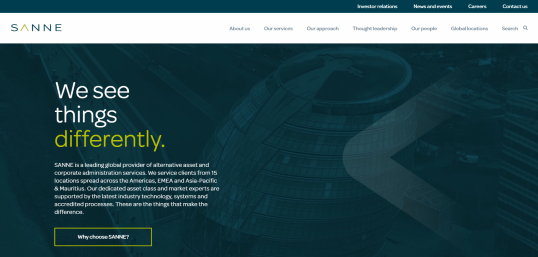 Investor relations News and events Careers Contact us
SANNE
About us Our services Our approach Thought leadership Our people Global locations Search
We see
things
differently.
SANNE is a leading global provider of alternative asset and
corporate administration services. We service clients from 15
locations spread across the Americas, EMEA and Asia-Pacific
& Mauritius. Our dedicated asset class and market experts are
supported by the latest industry technology, systems and
accredited processes. These are the things that make the
difference.
Why choose SANNE?